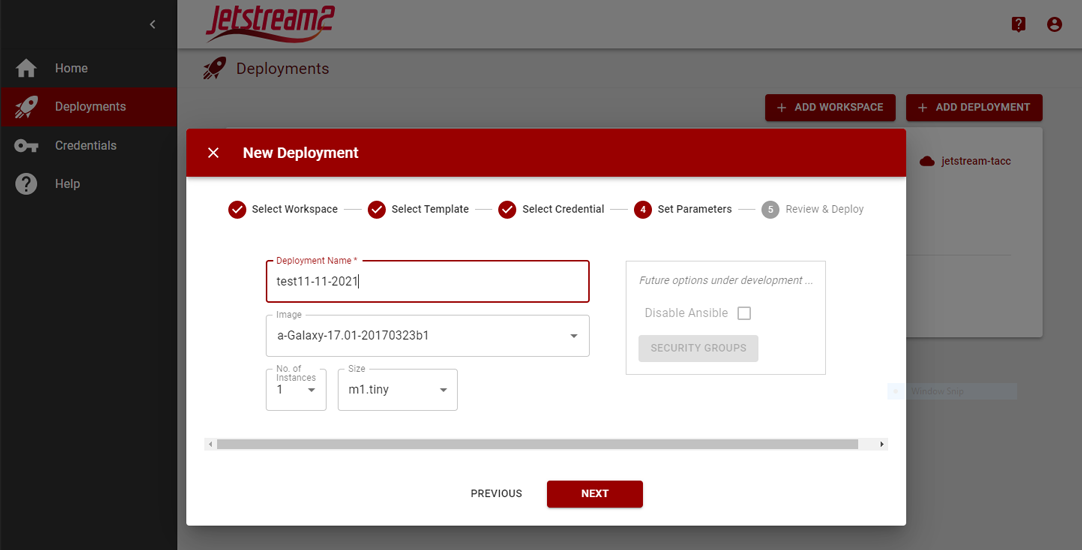 Jetstream2
Home
Deployments
Credentials
Help
Deployments
+ ADD WORKSPACE
+ ADD DEPLOYMENT
jetstream-tacc
New Deployment
Select Workspace
Select Template
Select Credential
4 Set Parameters
5 Review & Deploy
Deployment Name *
test11-11-2021
Image
a-Galaxy-17.01-20170323b1
No. of
Instances
1
Size
m1.tiny
Future options under development ...
Disable Ansible
SECURITY GROUPS
Window Snip
PREVIOUS
NEXT